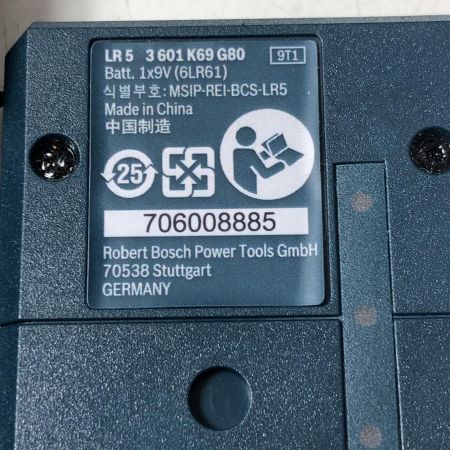 LR 5 3 601 K69 G80 9T1
Batt. 1x9V (6LR61)
식별부호: MSIP-REI-BCS-LR5
Made in China
中国制造
25
706008885
Robert Bosch Power Tools GmbH
70538 Stuttgart
GERMANY